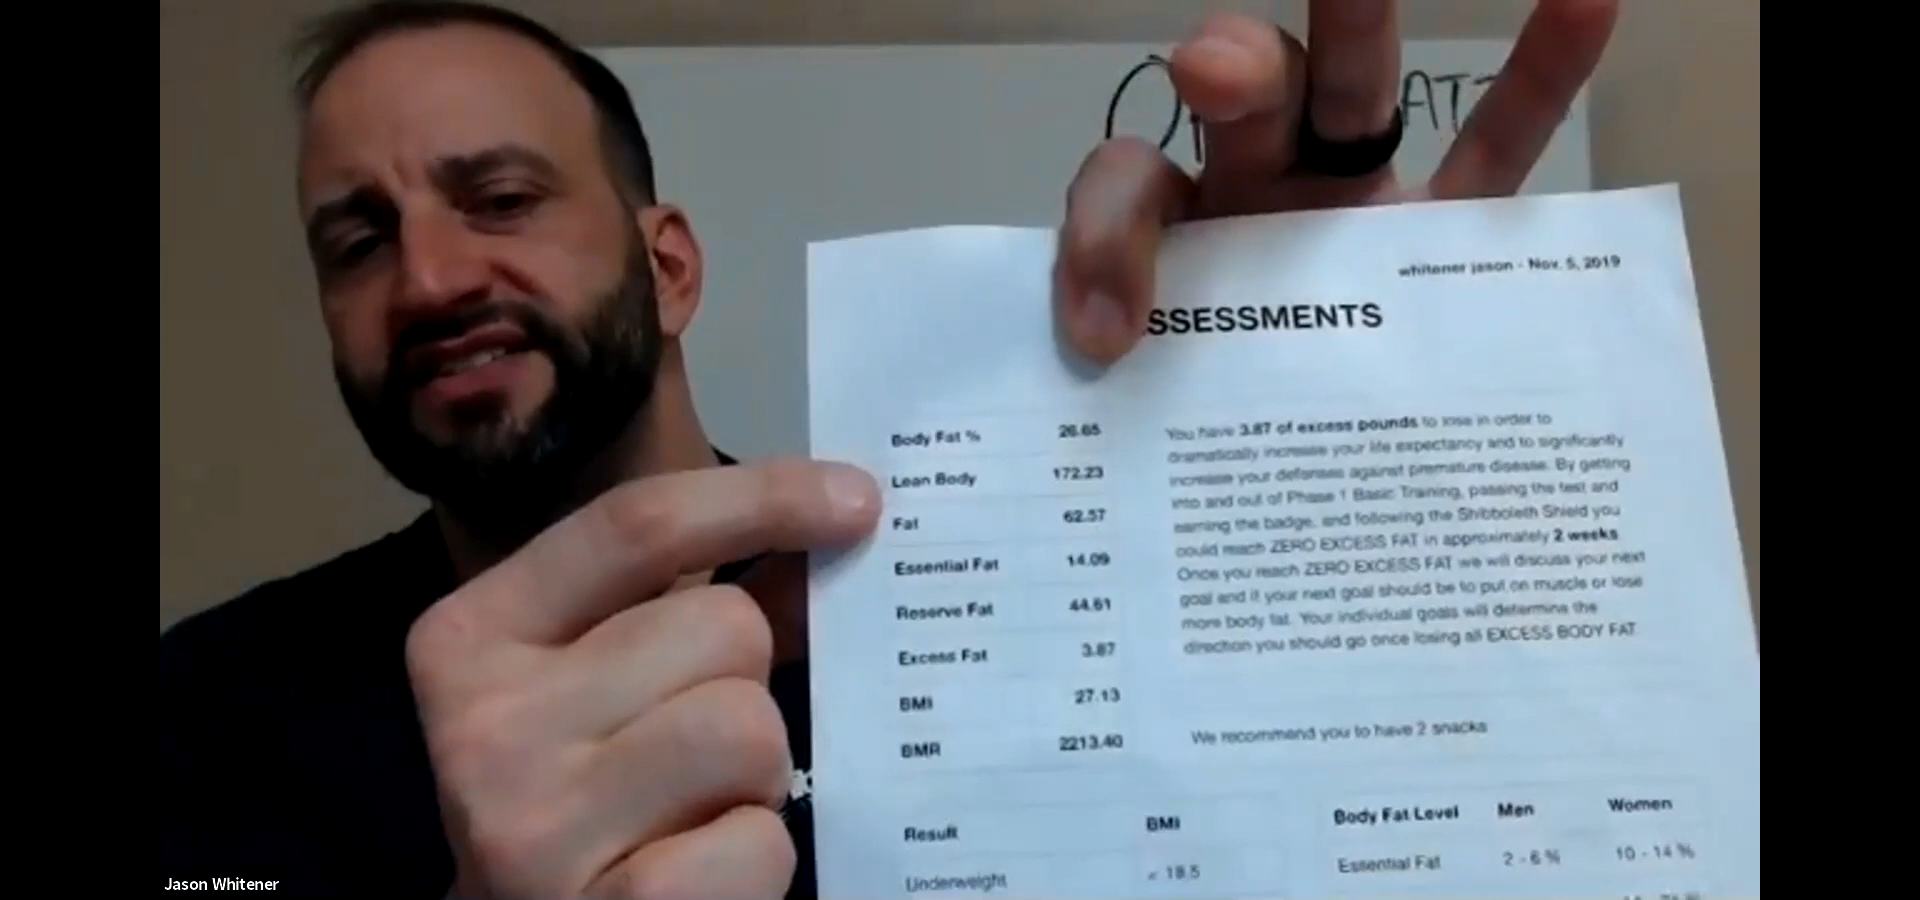 AT
whitener jason - Nov. 5, 2019
SSESSMENTS
Body Fat % 26.65
Lean Body 172.23
Fat 62.57
Essential Fat 14.09
Reserve Fat 44.61
Excess Fat 3.87
BMI 27.13
BMR 2213.40
You have 3.87 of excess pounds to lose in order to
dramatically increase your life expectancy and to significantly
increase your defenses against premature disease. By getting
into and out of Phase 1 Basic Training, passing the test and
earning the badge, and following the Shibboleth Shield you
could reach ZERO EXCESS FAT in approximately 2 weeks
Once you reach ZERO EXCESS FAT we will discuss your next
goal and if your next goal should be to put on muscle or lose
more body fat. Your individual goals will determine the
direction you should go once losing all EXCESS BODY FAT
We recommend you to have 2 snacks
Result BMI
Underweight < 18.5
Body Fat Level Men Women
Essential Fat 2 - 6 % 10 - 14 %
Jason Whitener